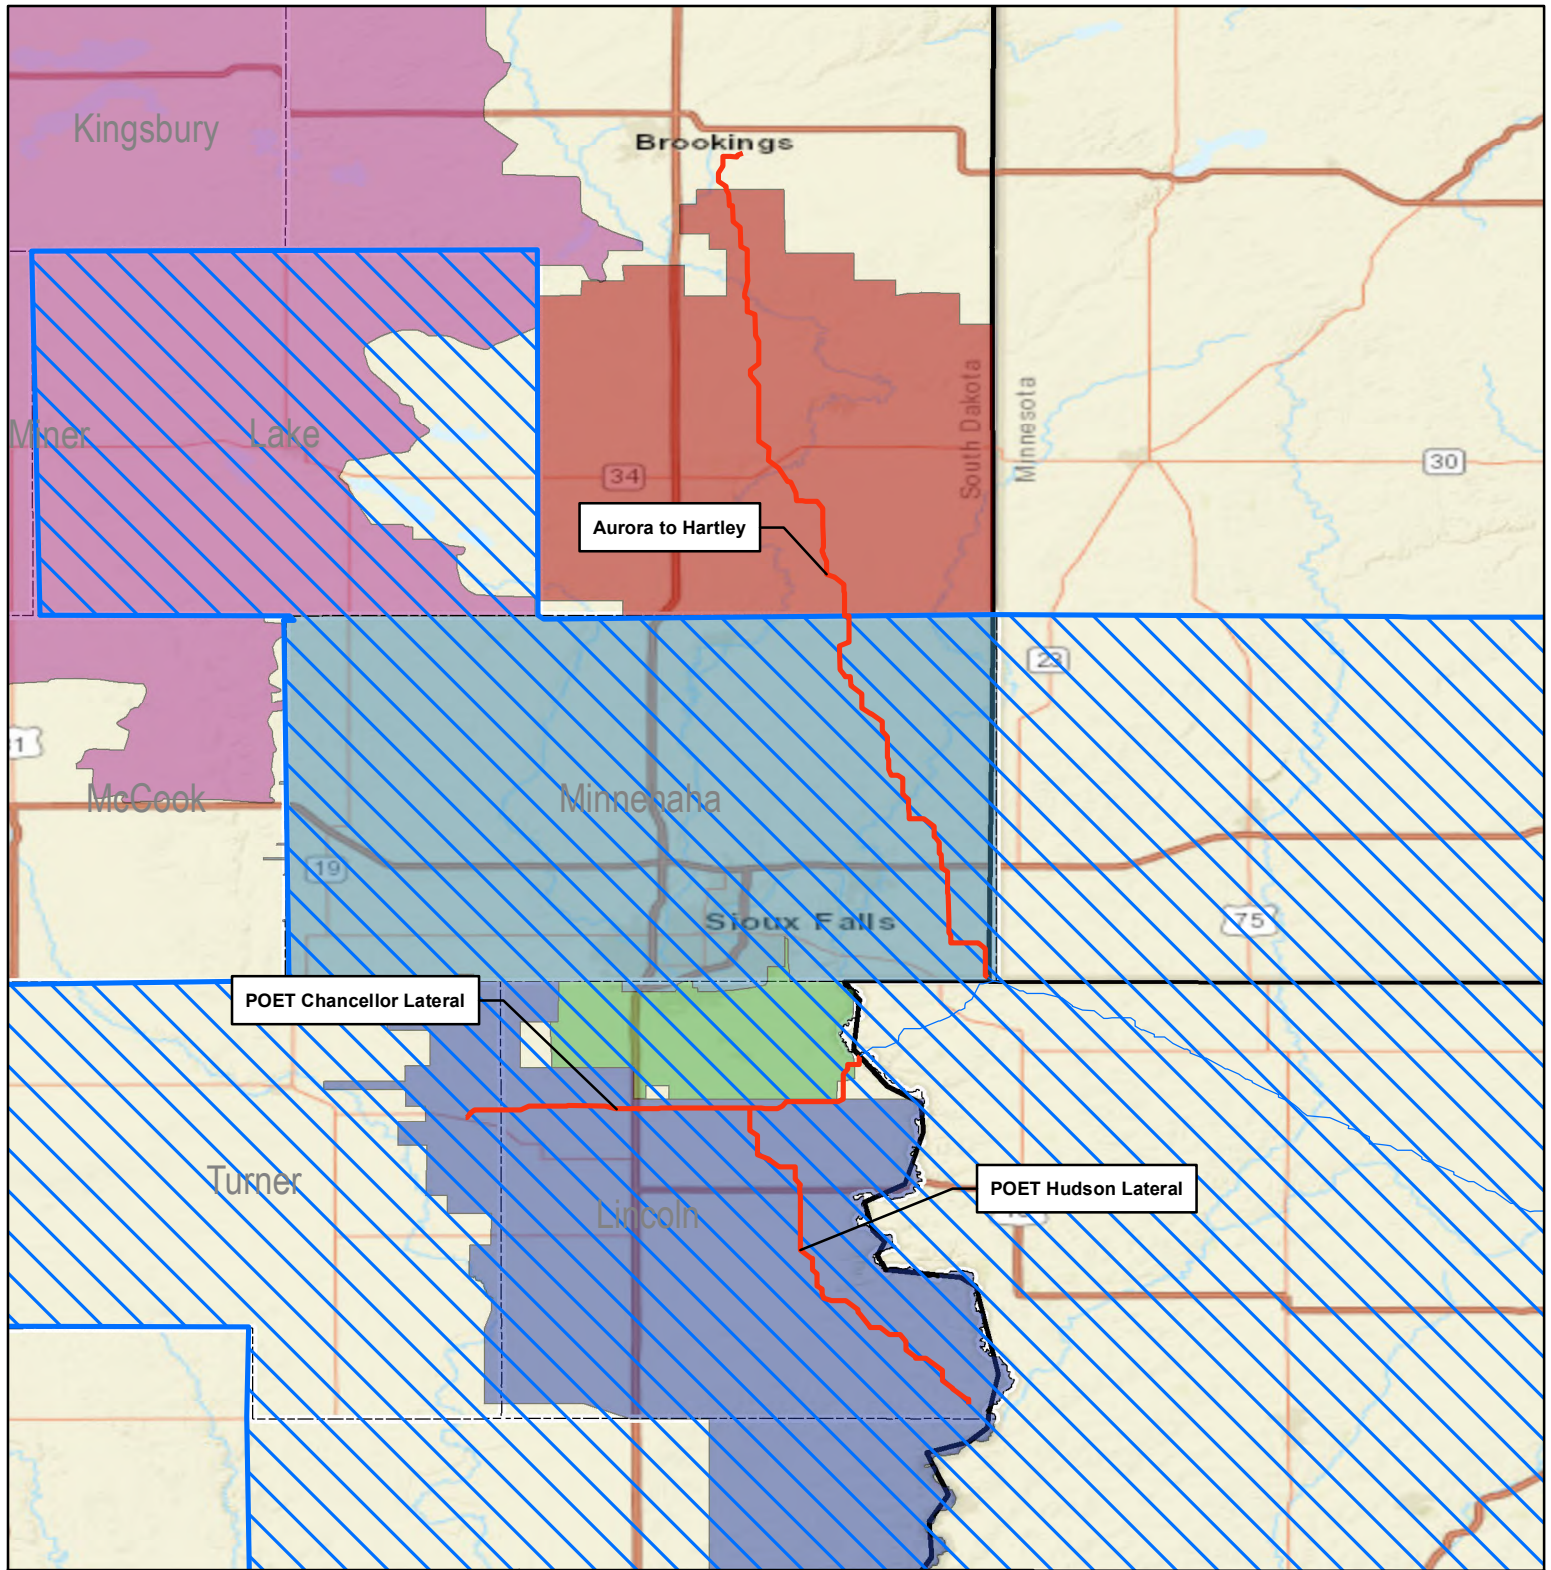 Kingsbury
Brookings
Miner
Lake
34
South Dakota
Minnesota
30
Aurora to Hartley
23
McCook
Minnehaha
19
Sioux Falls
75
POET Chancellor Lateral
Turner
POET Hudson Lateral
Lincoln